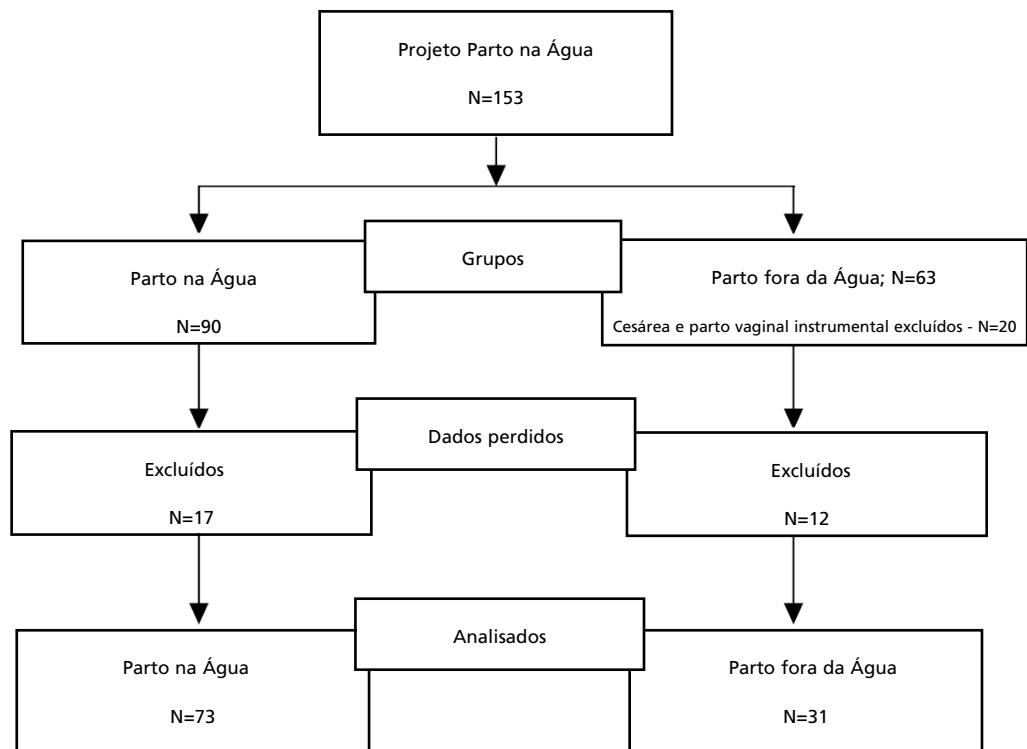 Projeto Parto na Água
N=153
Grupos
Parto na Água
N=90
Parto fora da Água; N=63
Cesárea e parto vaginal instrumental excluídos - N=20
Dados perdidos
Excluídos
N=17
Excluídos
N=12
Analisados
Parto na Água
N=73
Parto fora da Água
N=31